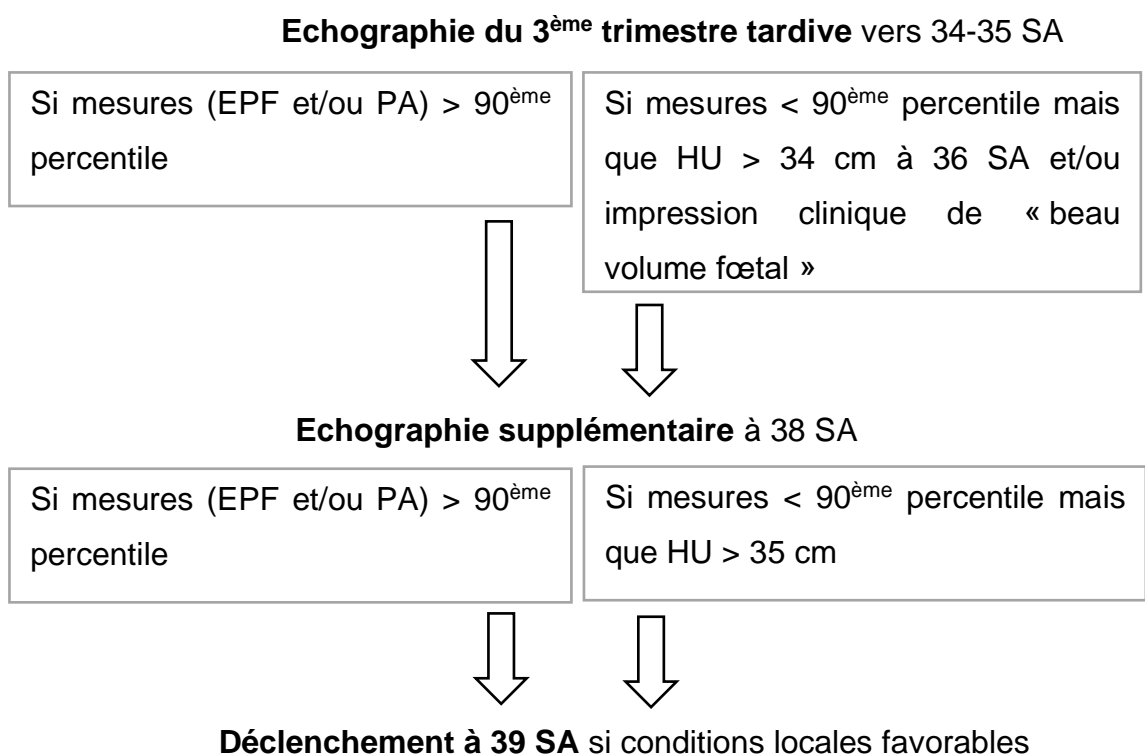 Echographie du 3ème trimestre tardive vers 34-35 SA
Si mesures (EPF et/ou PA) > 90ème
percentile
Si mesures < 90ème percentile mais
que HU > 34 cm à 36 SA et/ou
impression clinique de « beau
volume fœtal »
Echographie supplémentaire à 38 SA
Si mesures (EPF et/ou PA) > 90ème
percentile
Si mesures < 90ème percentile mais
que HU > 35 cm
Déclenchement à 39 SA si conditions locales favorables